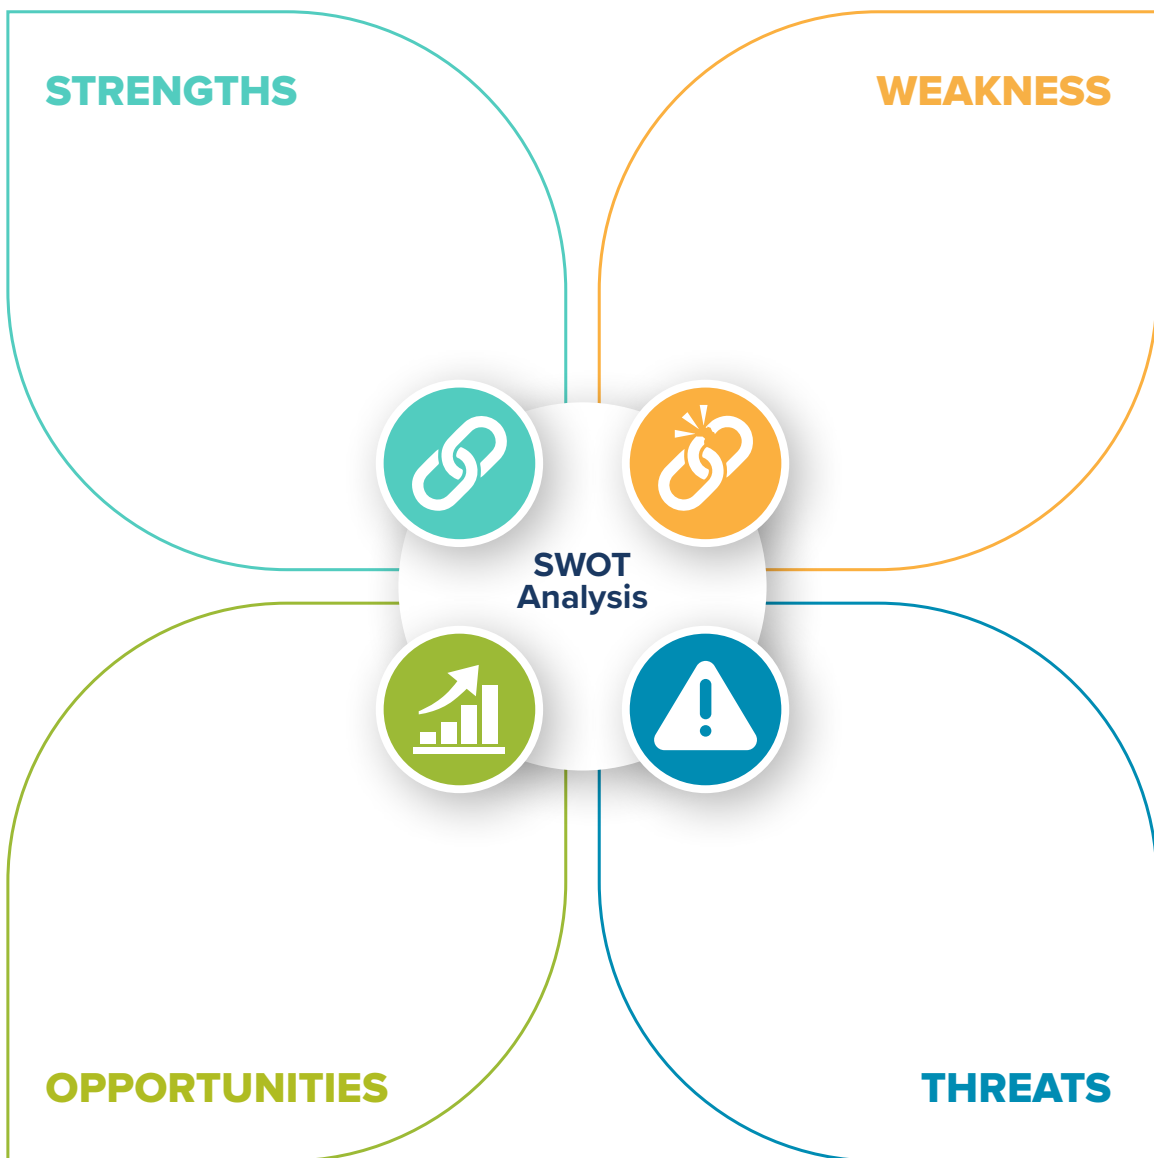 STRENGTHS
WEAKNESS
SWOT
Analysis
OPPORTUNITIES
THREATS